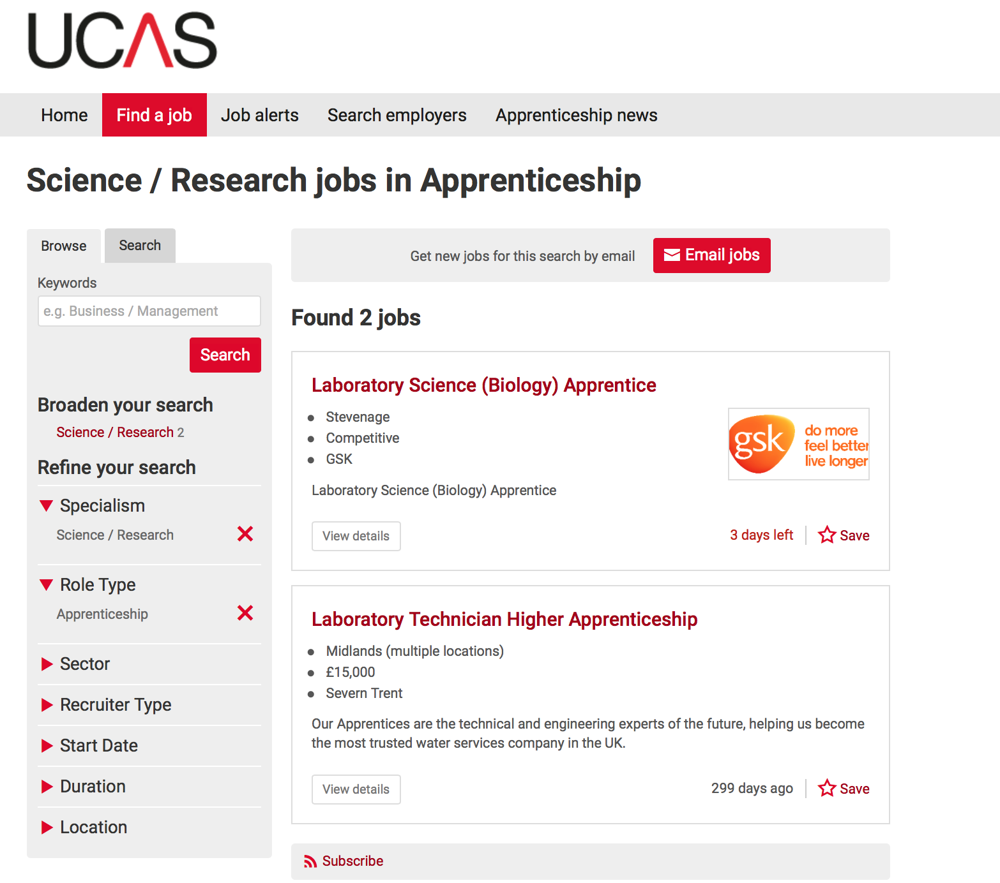 UCAS
Home Find a job Job alerts Search employers Apprenticeship news
Science / Research jobs in Apprenticeship
Browse Search
Keywords
e.g. Business / Management
Search
Broaden your search
Science / Research 2
Refine your search
Specialism
Science / Research
Role Type
Apprenticeship
Sector
Recruiter Type
Start Date
Duration
Location
Get new jobs for this search by email Email jobs
Found 2 jobs
Laboratory Science (Biology) Apprentice
Stevenage
Competitive
GSK
gsk
do more
feel better
live longer
Laboratory Science (Biology) Apprentice
View details 3 days left Save
Laboratory Technician Higher Apprenticeship
Midlands (multiple locations)
£15,000
Severn Trent
Our Apprentices are the technical and engineering experts of the future, helping us become
the most trusted water services company in the UK.
View details 299 days ago Save
Subscribe